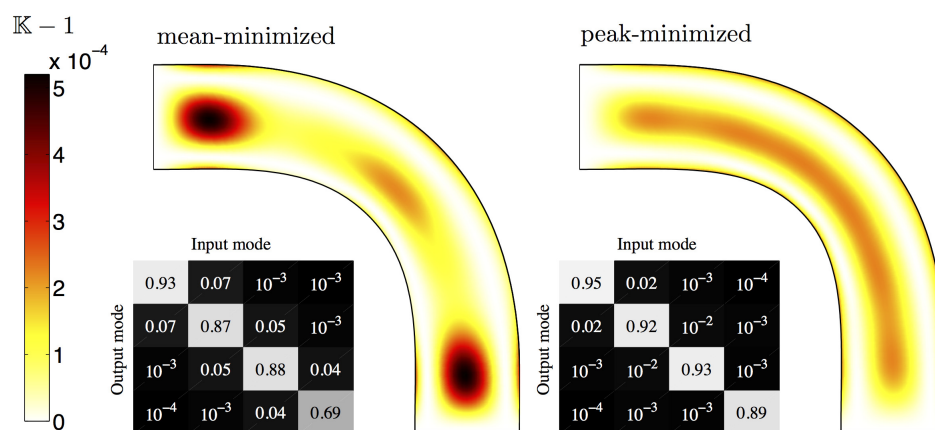 𝕂 − 1
x 10⁻⁴
5
4
3
2
1
0
mean-minimized
Input mode
Output mode
0.93 0.07 10⁻³ 10⁻³
0.07 0.87 0.05 10⁻³
10⁻³ 0.05 0.88 0.04
10⁻⁴ 10⁻³ 0.04 0.69
peak-minimized
Input mode
Output mode
0.95 0.02 10⁻³ 10⁻⁴
0.02 0.92 10⁻² 10⁻³
10⁻³ 10⁻² 0.93 10⁻³
10⁻⁴ 10⁻³ 10⁻³ 0.89